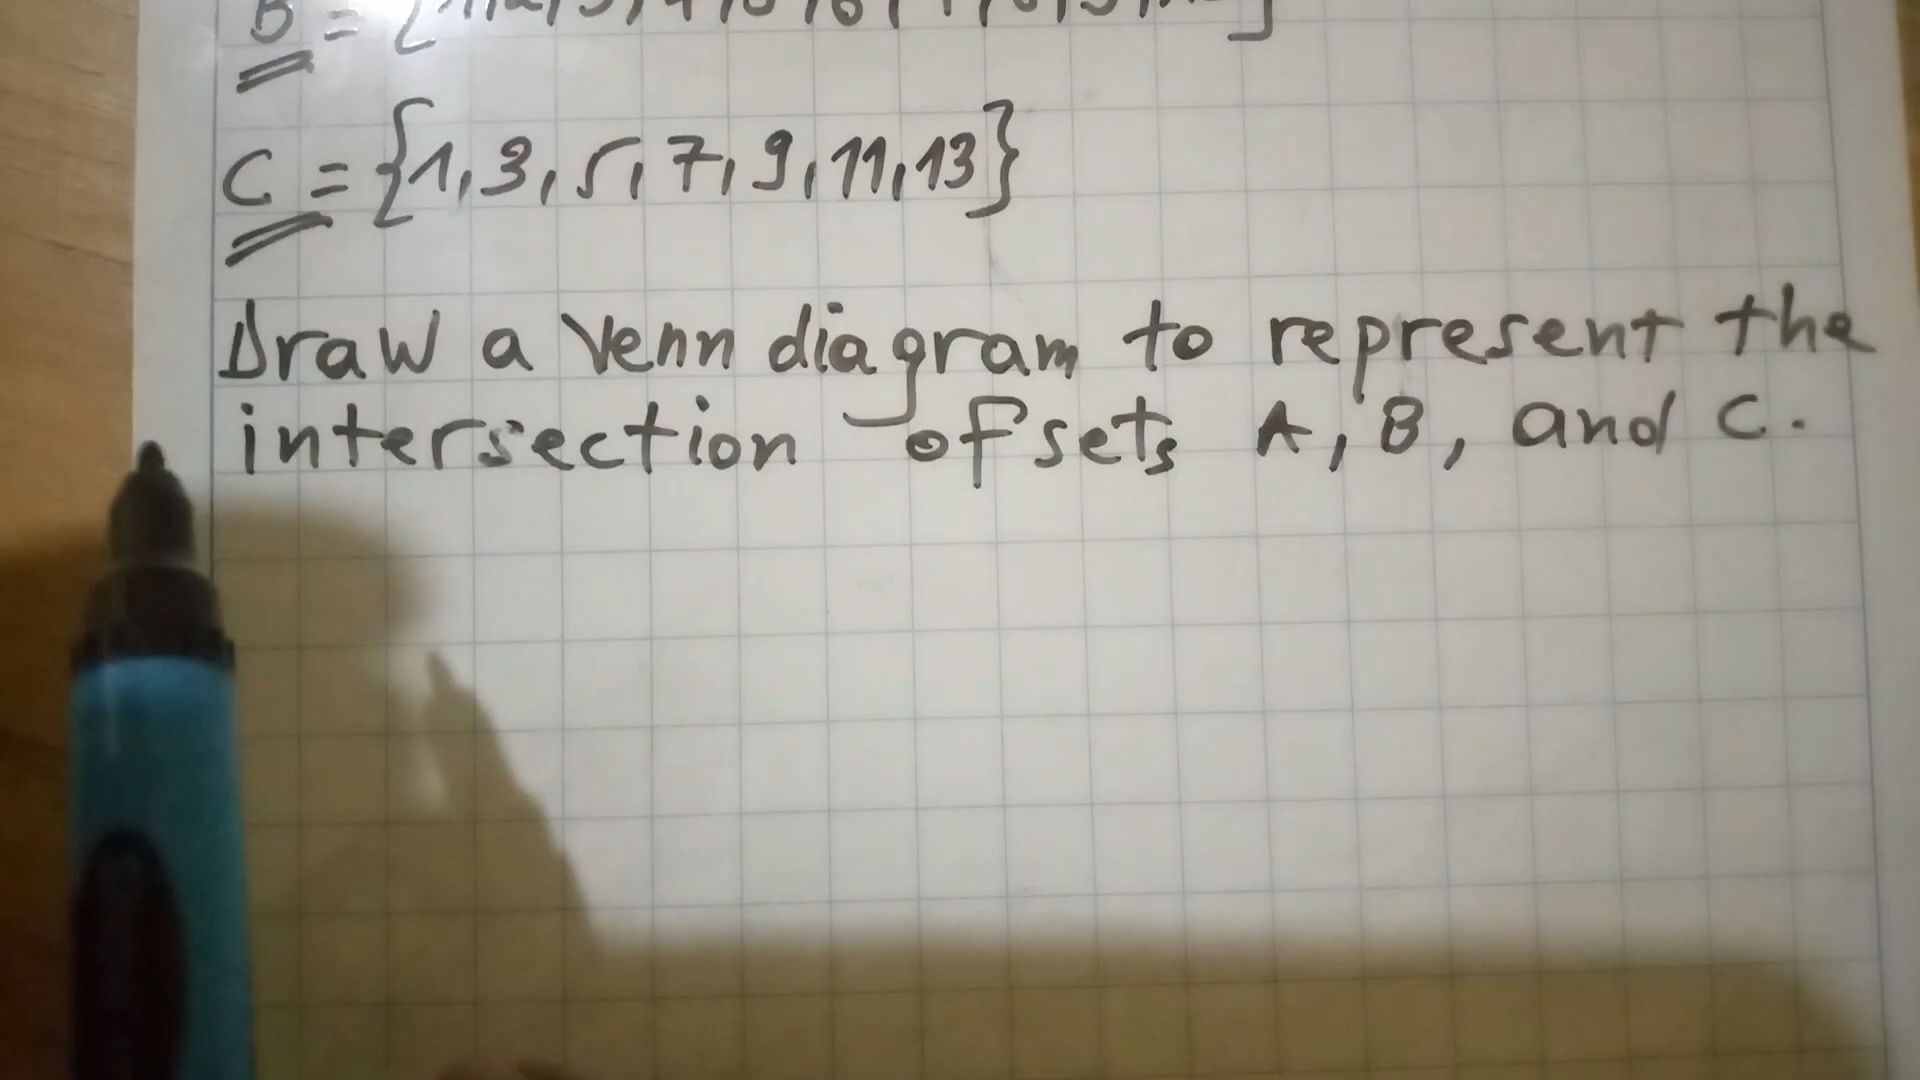 B = {
C = {1, 3, 5, 7, 9, 11, 13}
Draw a Venn diagram to represent the
intersection of sets A, B, and C.